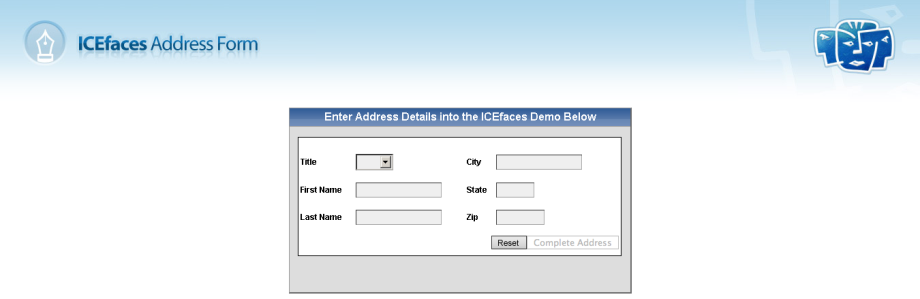 ICEfaces Address Form
Enter Address Details into the ICEfaces Demo Below
Title City
First Name State
Last Name Zip
Reset Complete Address